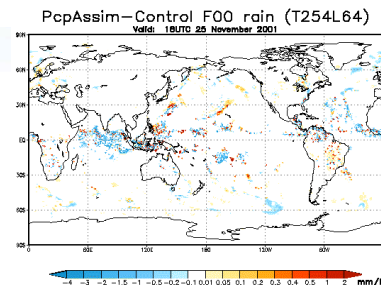 PcpAssim-Control F00 rain (T254L64)
Valid: 18UTC 25 November 2001
90N
60N
30N
EQ
30S
60S
90S
0 60E 120E 180 120W 60W
-4 -3 -2 -1.5 -1 -0.5 -0.2 -0.1 0.01 0.05 0.1 0.2 0.3 0.4 0.5 1 2 mm/